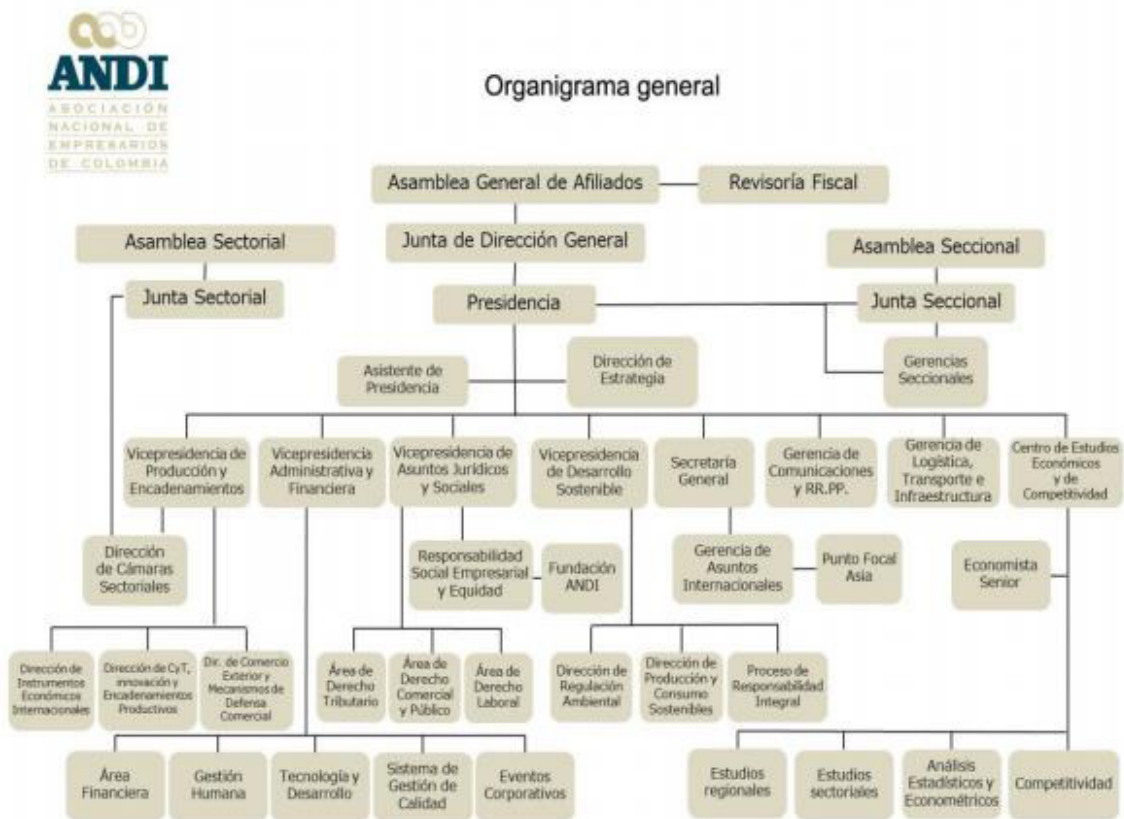 ANDI
ASOCIACIÓN
NACIONAL DE
EMPRESARIOS
DE COLOMBIA
Organigrama general
Asamblea General de Afiliados
Revisoría Fiscal
Asamblea Sectorial
Junta de Dirección General
Asamblea Seccional
Junta Sectorial
Presidencia
Junta Seccional
Asistente de
Presidencia
Dirección de
Estrategia
Gerencias
Seccionales
Vicepresidencia de
Producción y
Encadenamientos
Vicepresidencia
Administrativa y
Financiera
Vicepresidencia de
Asuntos Jurídicos
y Sociales
Vicepresidencia
de Desarrollo
Sostenible
Secretaría
General
Gerencia de
Comunicaciones
y RR.PP.
Gerencia de
Logística,
Transporte e
Infraestructura
Centro de Estudios
Económicos
y de
Competitividad
Dirección
de Cámaras
Sectoriales
Responsabilidad
Social Empresarial
y Equidad
Fundación
ANDI
Gerencia de
Asuntos
Internacionales
Punto Focal
Asia
Economista
Senior
Dirección de
Instrumentos
Económicos
Internacionales
Dirección de CyT,
innovación y
Encadenamientos
Productivos
Dir. de Comercio
Exterior y
Mecanismos de
Defensa
Comercial
Área de
Derecho
Tributario
Área de
Derecho
Comercial
y Público
Área de
Derecho
Laboral
Dirección de
Regulación
Ambiental
Dirección de
Producción y
Consumo
Sostenibles
Proceso de
Responsabilidad
Integral
Área
Financiera
Gestión
Humana
Tecnología y
Desarrollo
Sistema de
Gestión de
Calidad
Eventos
Corporativos
Estudios
regionales
Estudios
sectoriales
Análisis
Estadísticos y
Econométricos
Competitividad